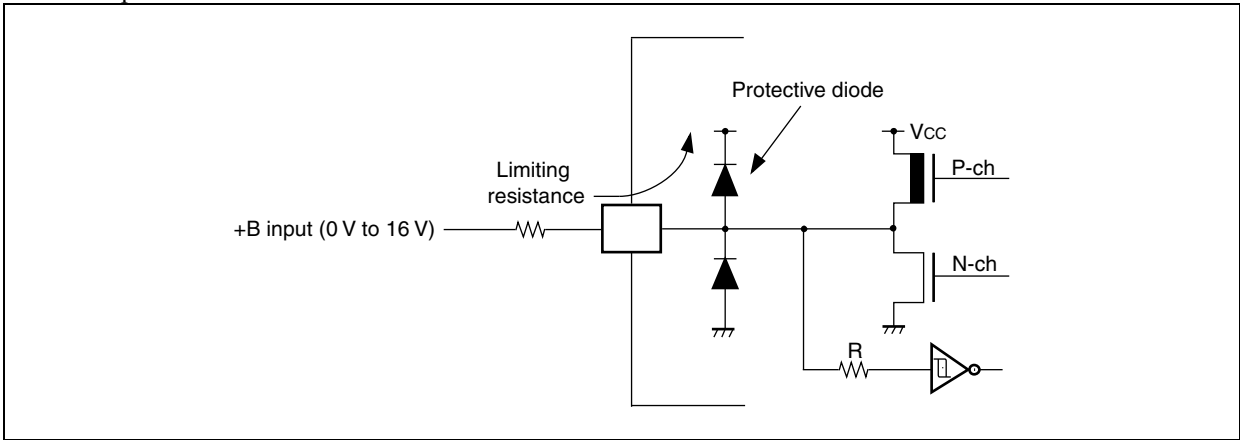 Protective diode
VCC
P-ch
Limiting
resistance
+B input (0 V to 16 V)
N-ch
R